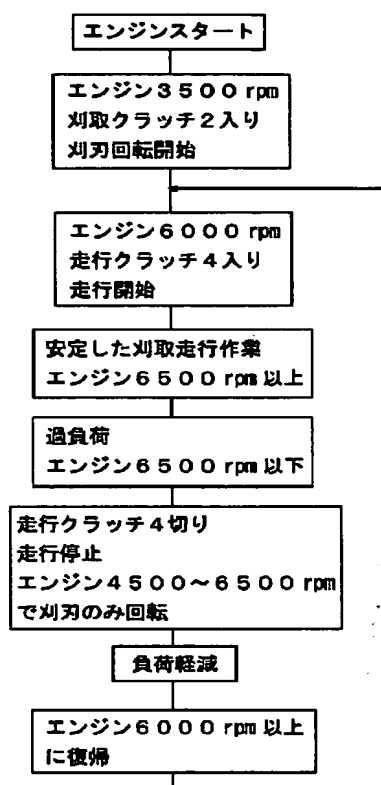 エンジンスタート
エンジン3500rpm
刈取クラッチ2入り
刈刃回転開始
エンジン6000rpm
走行クラッチ4入り
走行開始
安定した刈取走行作業
エンジン6500rpm以上
過負荷
エンジン6500rpm以下
走行クラッチ4切り
走行停止
エンジン4500～6500rpm
で刈刃のみ回転
負荷軽減
エンジン6000rpm以上
に復帰